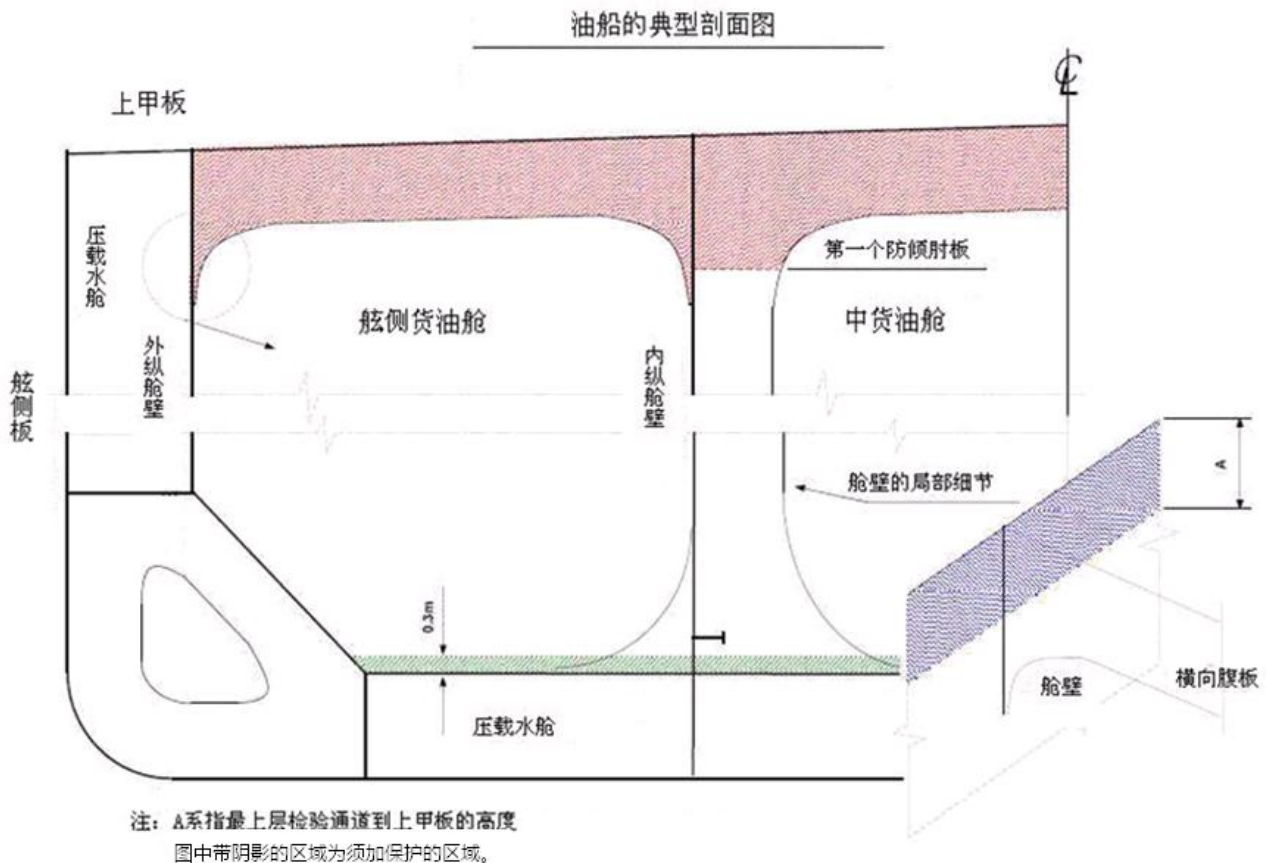 油船的典型剖面图
℄
上甲板
压载水舱
第一个防倾肘板
舷侧货油舱
中货油舱
外纵舱壁
内纵舱壁
舷侧板
A
舱壁的局部细节
0.3m
横向腹板
舱壁
压载水舱
注：A系指最上层检验通道到上甲板的高度
图中带阴影的区域为须加保护的区域。